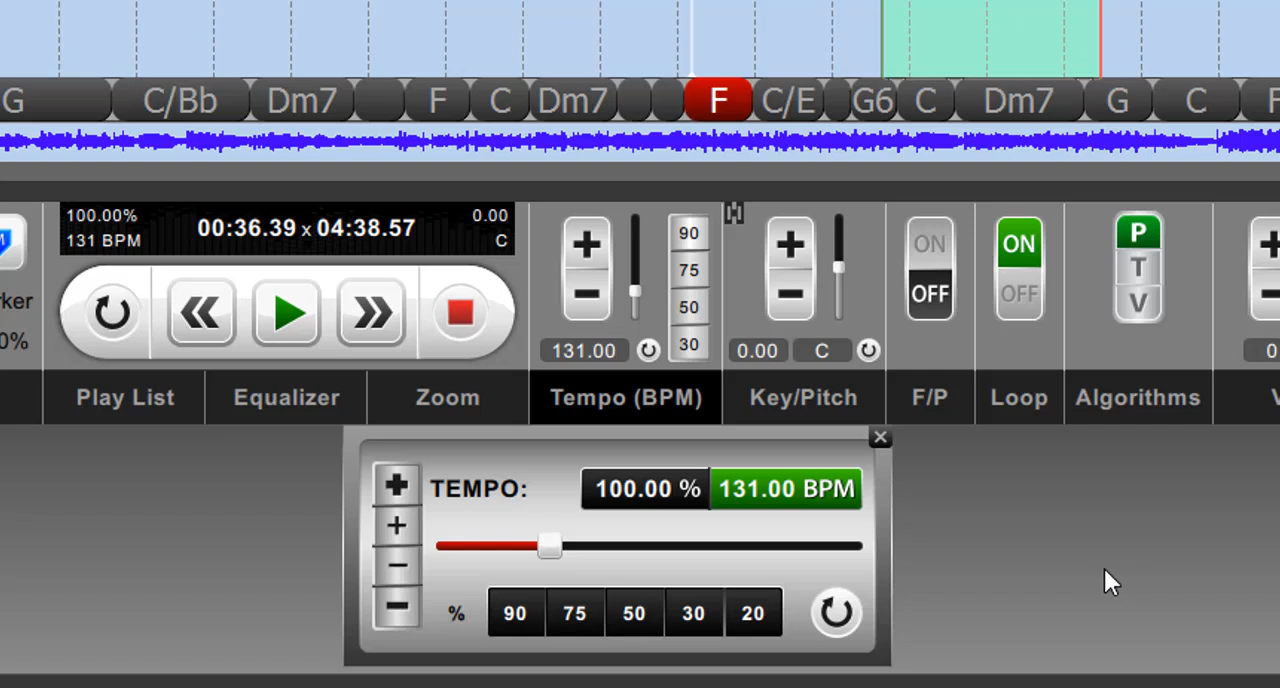 G C/Bb Dm7 F C Dm7 F C/E G6 C Dm7 G C F
100.00% 00:36.39 x 04:38.57 0.00
131 BPM C
90
75
50
30
131.00
0.00 C
ON
OFF
ON
OFF
P
T
V
rker
0%
0
Play List Equalizer Zoom Tempo (BPM) Key/Pitch F/P Loop Algorithms V
TEMPO: 100.00 % 131.00 BPM
% 90 75 50 30 20